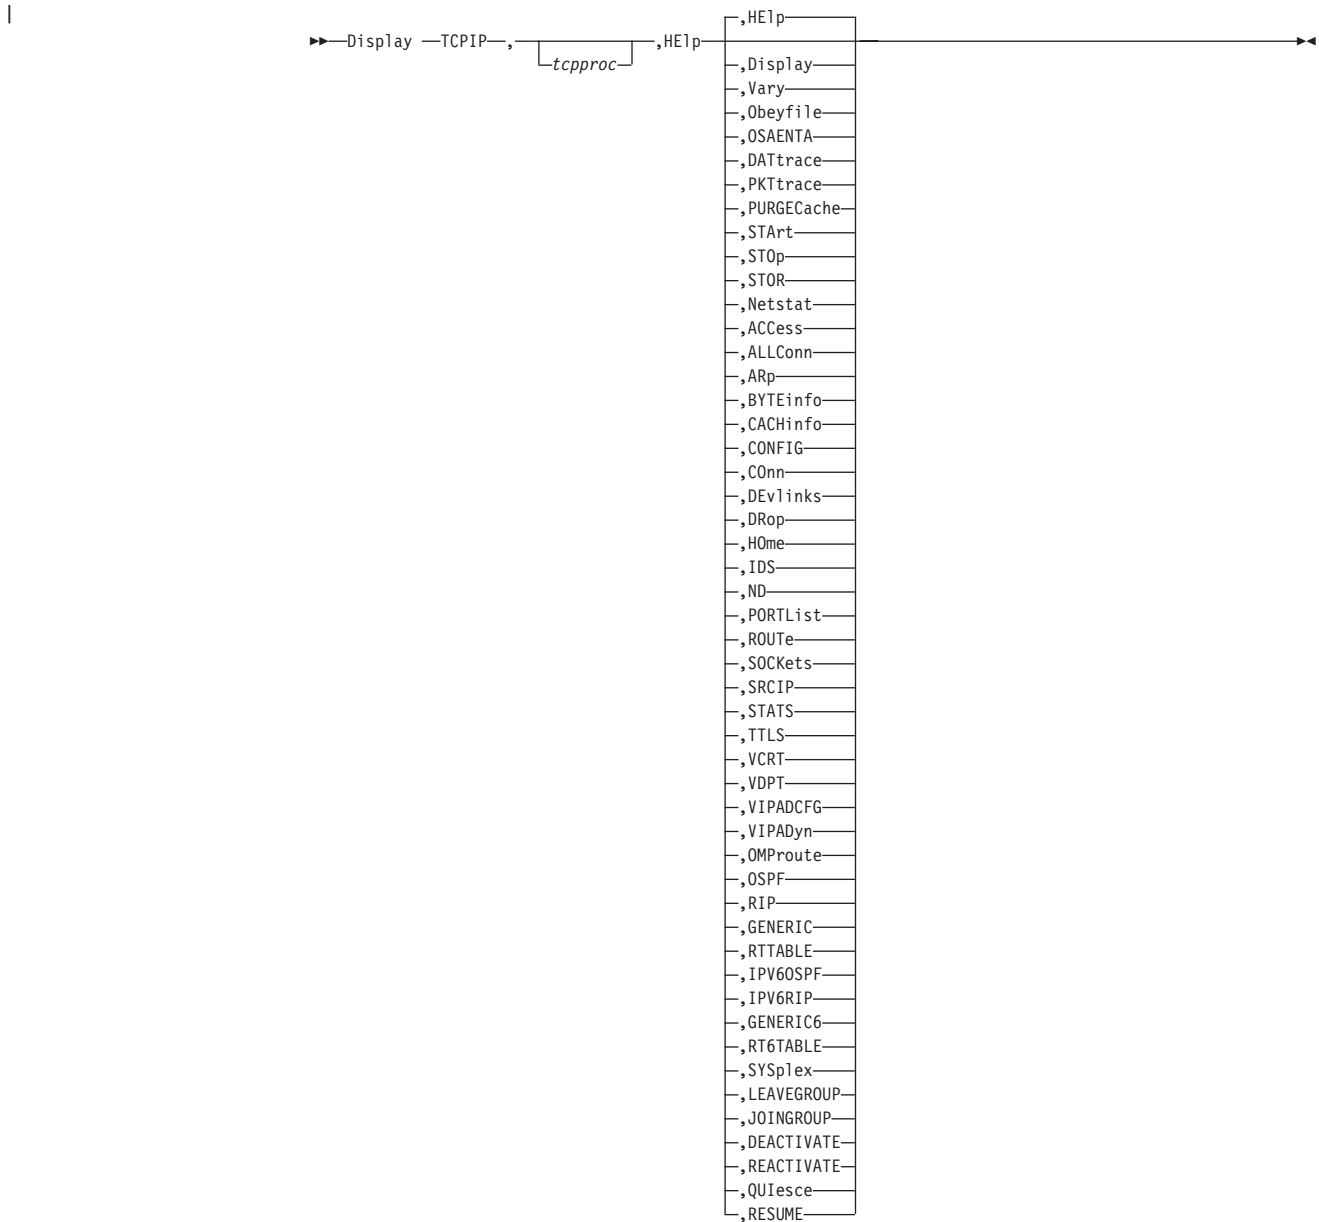 ,HElp
Display TCPIP , tcpproc ,HElp
,Display
,Vary
,Obeyfile
,OSAENTA
,DATtrace
,PKTtrace
,PURGECache
,STArt
,STOp
,STOR
,Netstat
,ACCess
,ALLConn
,ARp
,BYTEinfo
,CACHinfo
,CONFIG
,COnn
,DEvlinks
,DRop
,HOme
,IDS
,ND
,PORTList
,ROUTe
,SOCKets
,SRCIP
,STATS
,TTLS
,VCRT
,VDPT
,VIPADCFG
,VIPADyn
,OMProute
,OSPF
,RIP
,GENERIC
,RTTABLE
,IPV6OSPF
,IPV6RIP
,GENERIC6
,RT6TABLE
,SYSplex
,LEAVEGROUP
,JOINGROUP
,DEACTIVATE
,REACTIVATE
,QUIesce
,RESUME